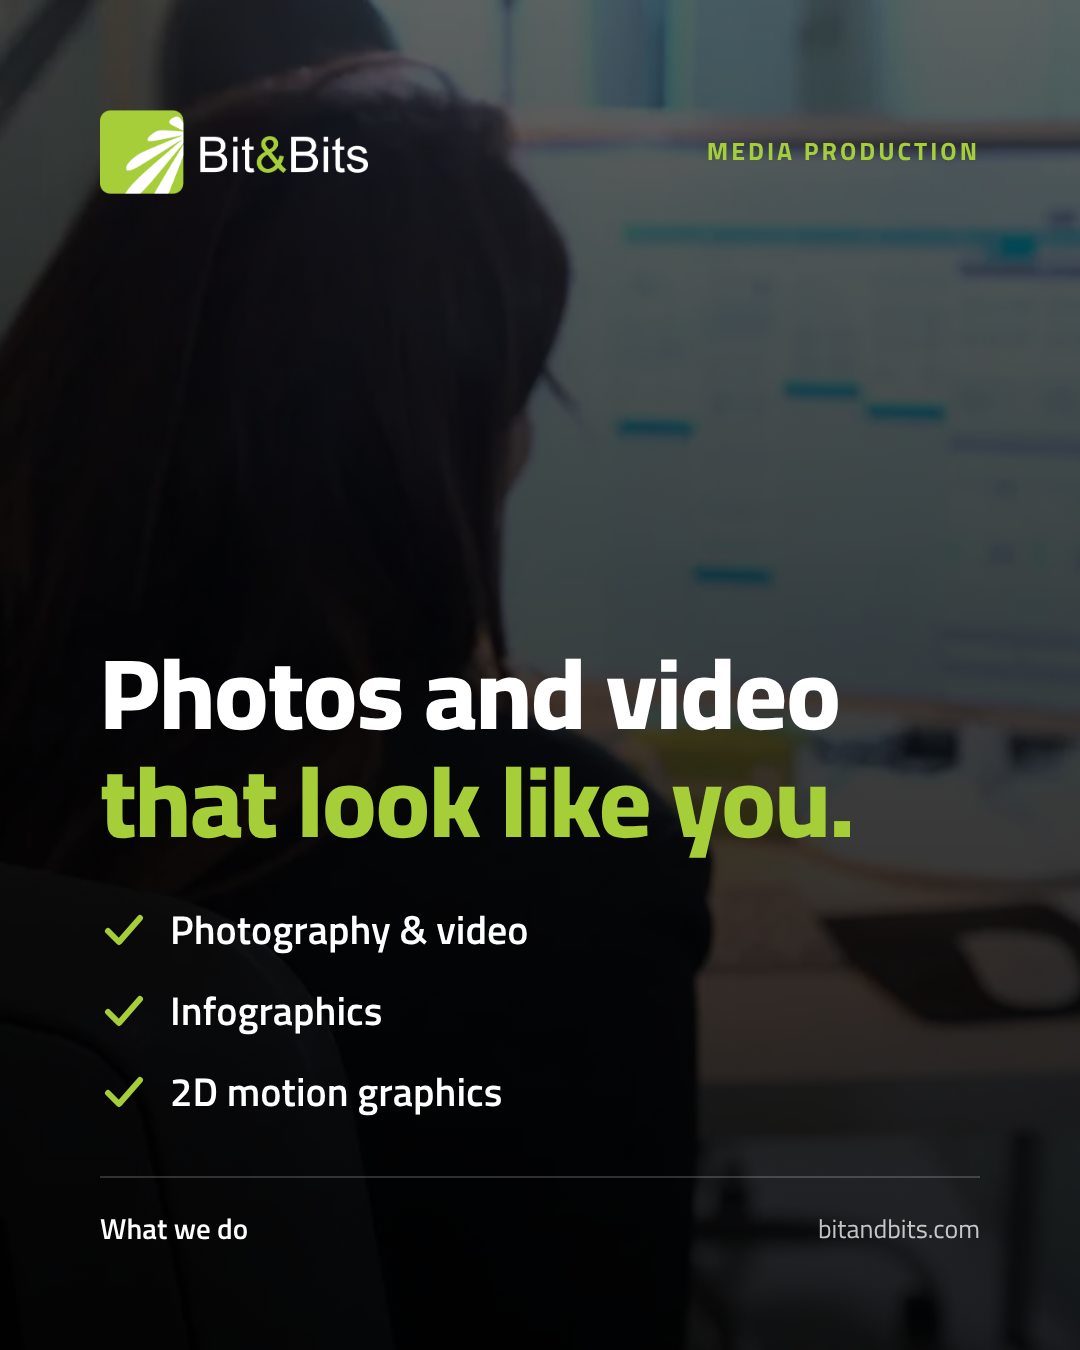 Bit&Bits
MEDIA PRODUCTION
Photos and video
that look like you.
Photography & video
Infographics
2D motion graphics
What we do
bitandbits.com